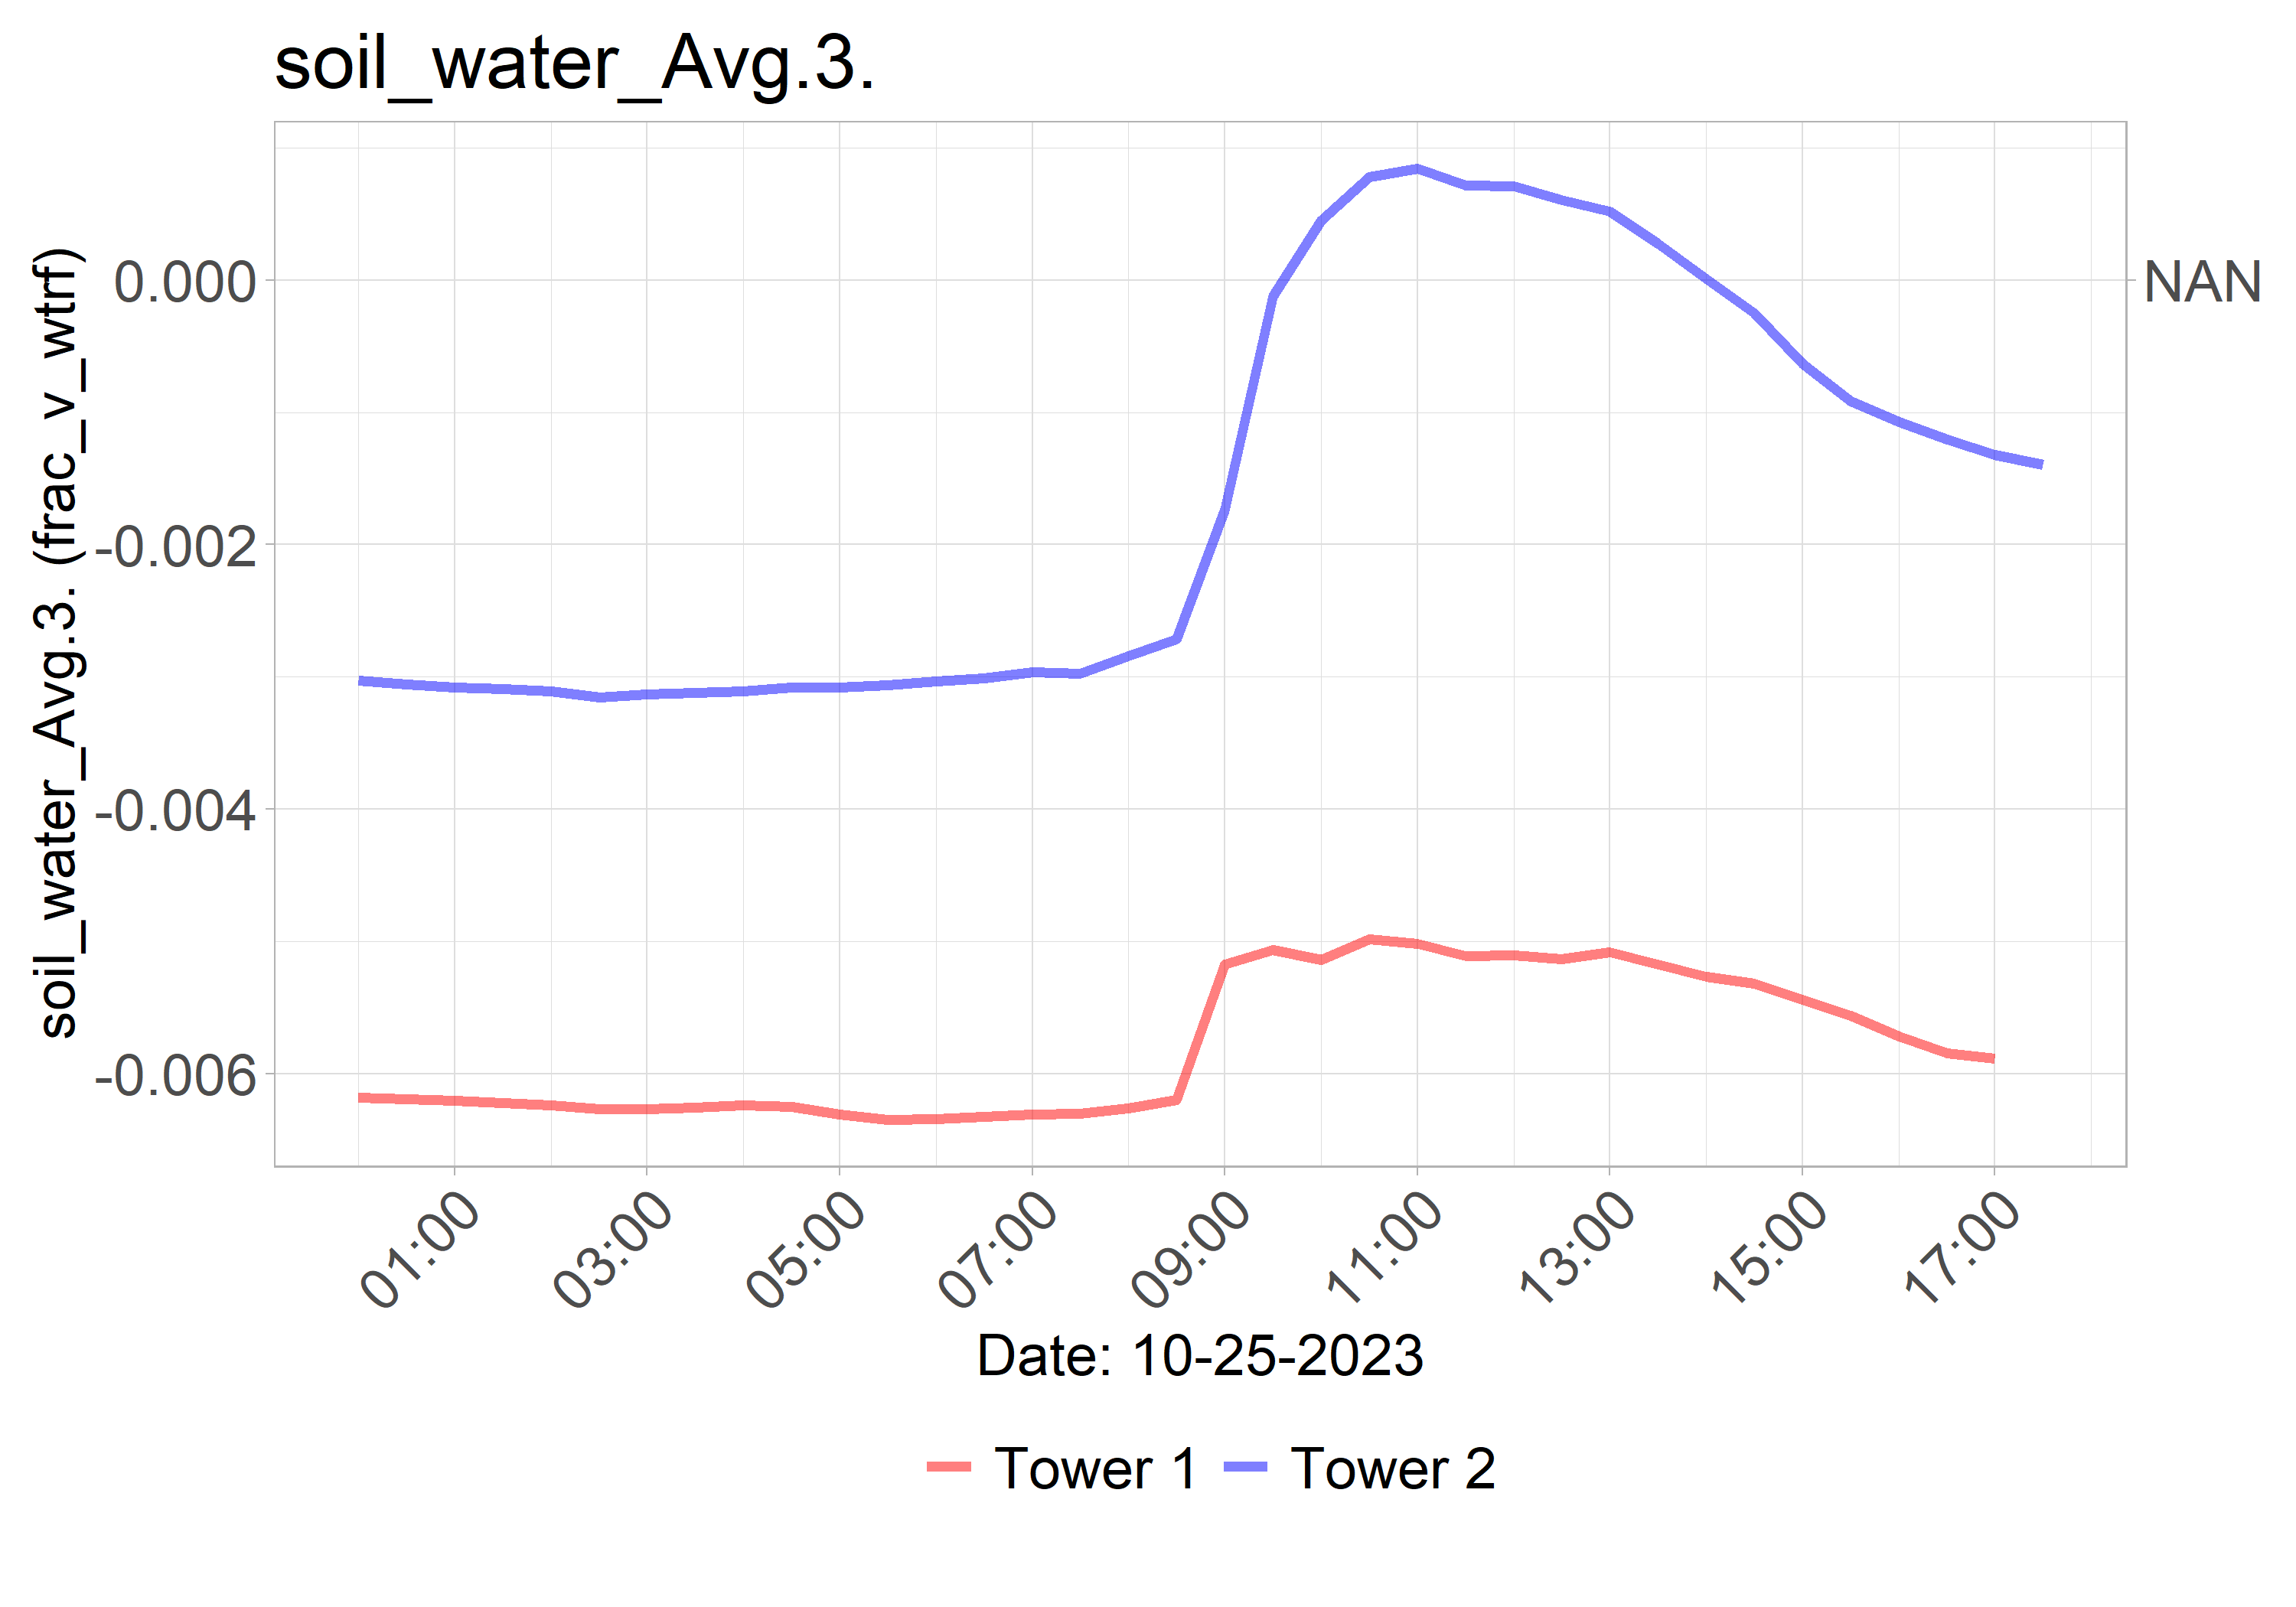 soil_water_Avg.3.
soil_water_Avg.3. (frac_v_wtrf)
0.000
-0.002
-0.004
-0.006
NAN
01:00
03:00
05:00
07:00
09:00
11:00
13:00
15:00
17:00
Date: 10-25-2023
Tower 1
Tower 2